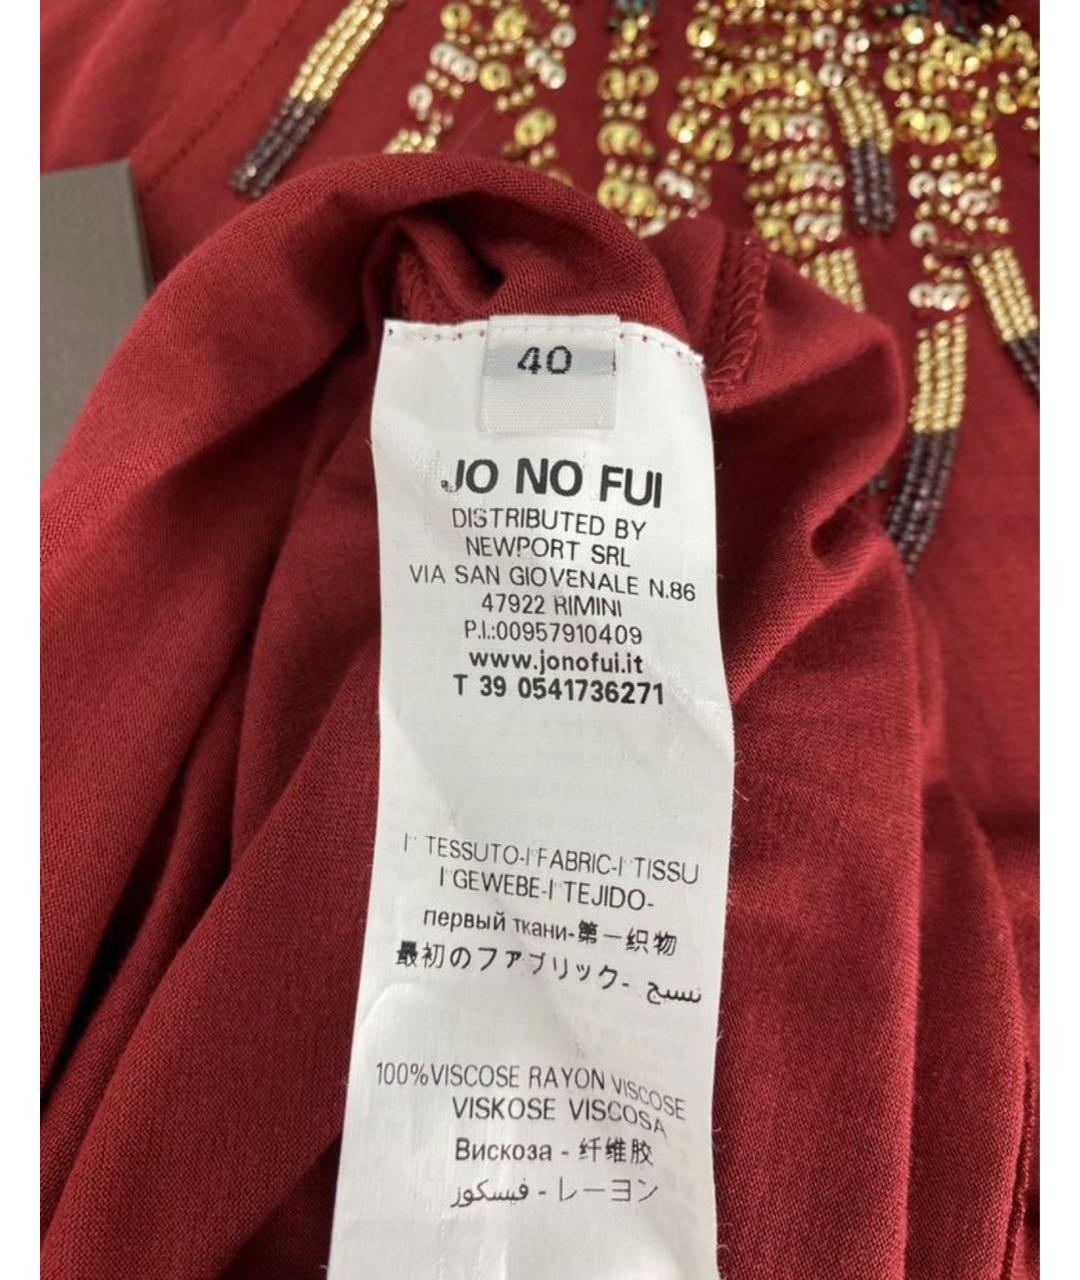 40
JO NO FUI
DISTRIBUTED BY
NEWPORT SRL
VIA SAN GIOVENALE N.86
47922 RIMINI
P.I.:00957910409
www.jonofui.it
T 39 0541736271
I° TESSUTO-I°FABRIC-I°TISSU
I°GEWEBE-I°TEJIDO-
первый ткани-第一织物
最初のファブリック- نسيج
100%VISCOSE RAYON VISCOSE
VISKOSE VISCOSA
Вискоза - 纤维胶
فيسكوز - レーヨン